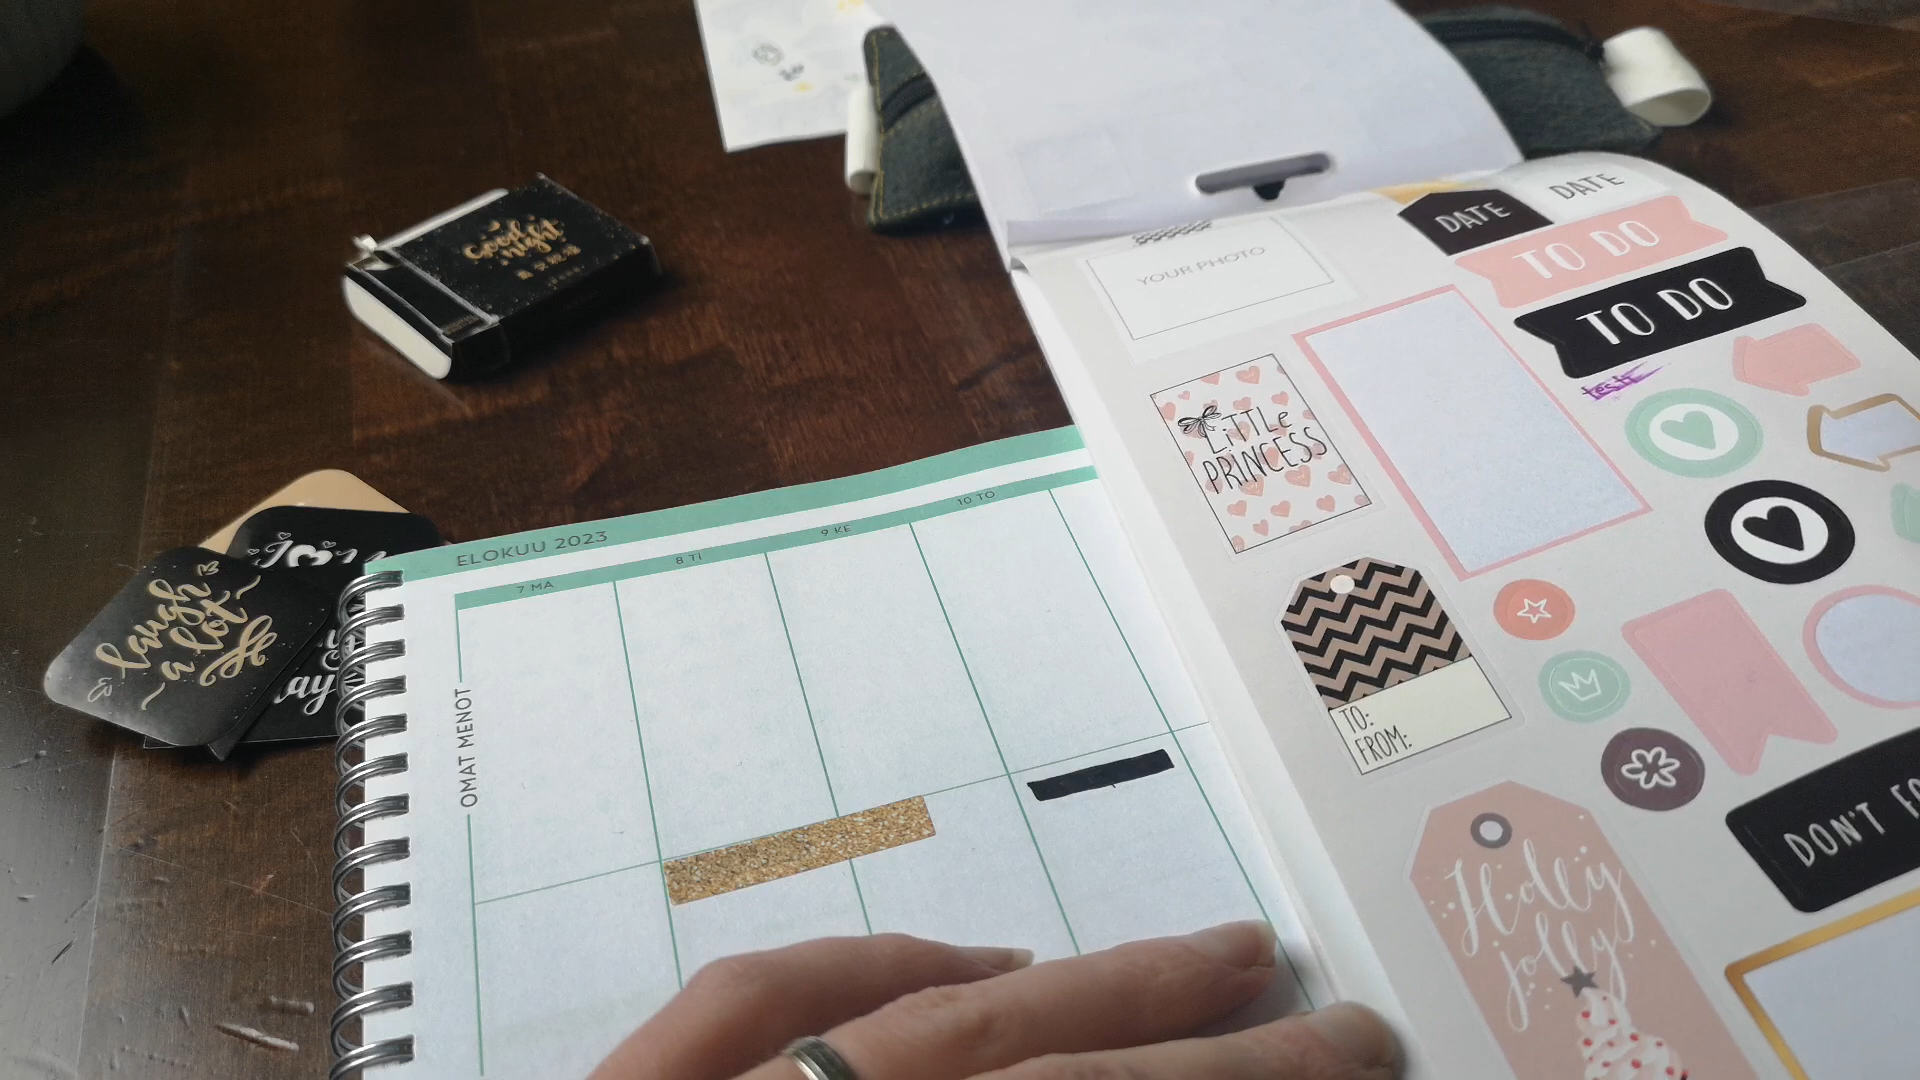 Good
night
laugh
a lot
ELOKUU 2023
7 MA
8 TI
9 KE
10 TO
OMAT MENOT
YOUR PHOTO
DATE
DATE
TO DO
TO DO
testi
LiTTLe
PRINCESS
TO:
FROM:
Holly
jolly
DON'T